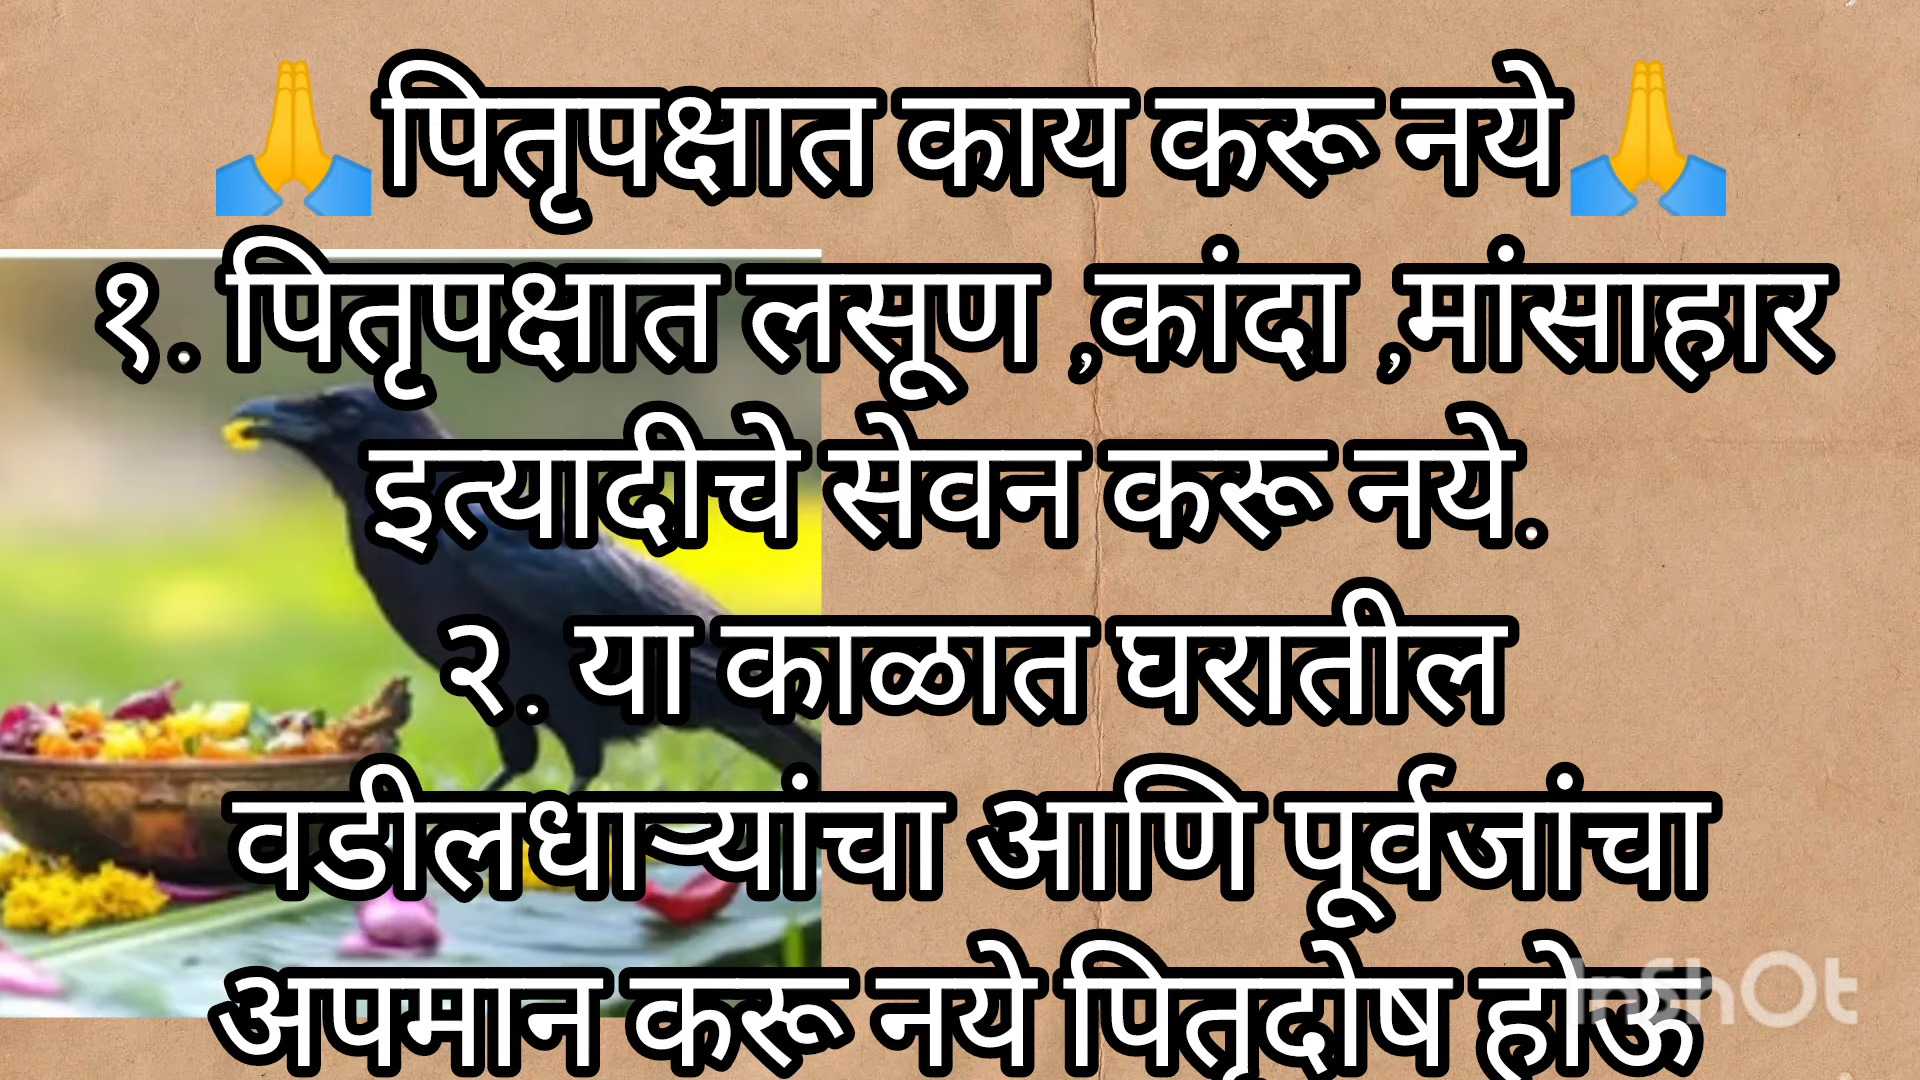 🙏पितृपक्षात काय करू नये🙏
१. पितृपक्षात लसूण ,कांदा ,मांसाहार
इत्यादीचे सेवन करू नये.
२. या काळात घरातील
वडीलधाऱ्यांचा आणि पूर्वजांचा
अपमान करू नये पितृदोष होऊ
InShOt